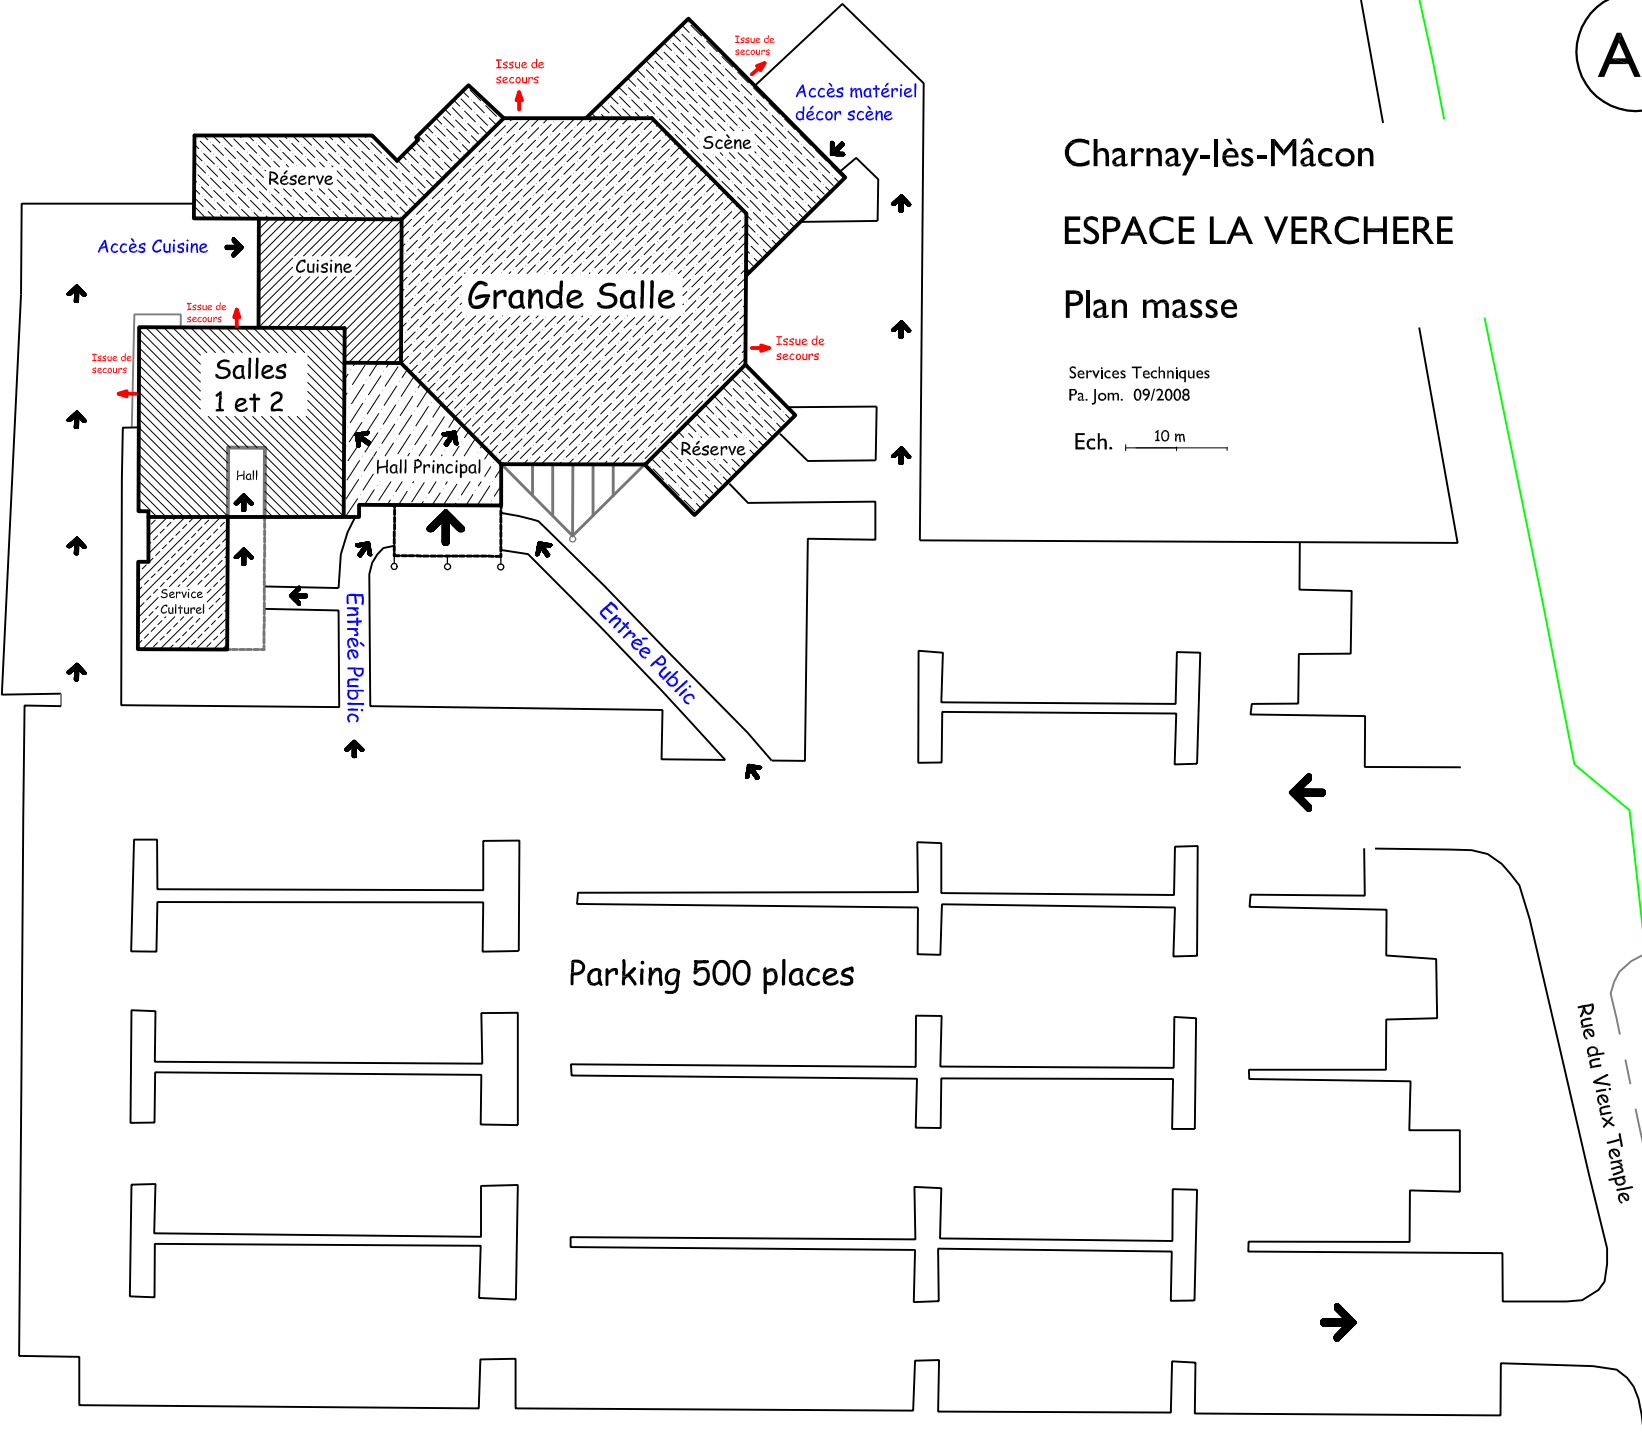 A
Issue de
secours
Issue de
secours
Accès matériel
décor scène
Scène
Charnay-lès-Mâcon
Réserve
ESPACE LA VERCHERE
Accès Cuisine
Cuisine
Grande Salle
Plan masse
Issue de
secours
Issue de
secours
Issue de
secours
Salles
1 et 2
Services Techniques
Pa. Jom. 09/2008
Ech. 10 m
Réserve
Hall Principal
Hall
Service
Culturel
Entrée Public
Entrée Public
Parking 500 places
Rue du Vieux Temple